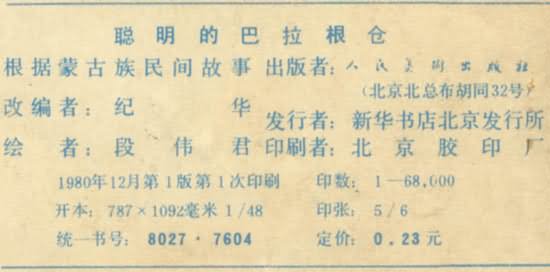 聪明的巴拉根仓
根据蒙古族民间故事
改编者：纪 华
绘 者：段伟君
出版者：人民美術出版社
（北京北总布胡同32号）
发行者：新华书店北京发行所
印刷者：北京胶印厂
1980年12月第1版第1次印刷
开本：787×1092毫米 1/48
统一书号：8027·7604
印数：1—68,000
印张：5/6
定价：0.23元